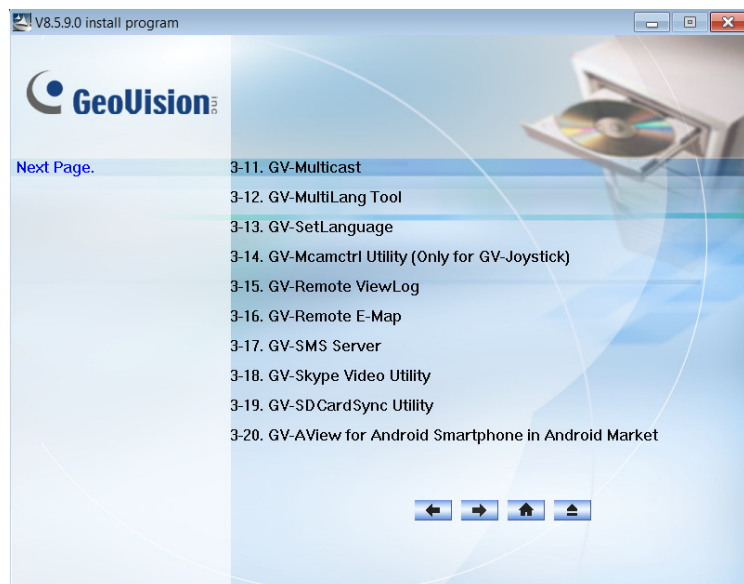 V8.5.9.0 install program
GeoVision inc
Next Page.
3-11. GV-Multicast
3-12. GV-MultiLang Tool
3-13. GV-SetLanguage
3-14. GV-Mcamctrl Utility (Only for GV-Joystick)
3-15. GV-Remote ViewLog
3-16. GV-Remote E-Map
3-17. GV-SMS Server
3-18. GV-Skype Video Utility
3-19. GV-SDCardSync Utility
3-20. GV-AView for Android Smartphone in Android Market